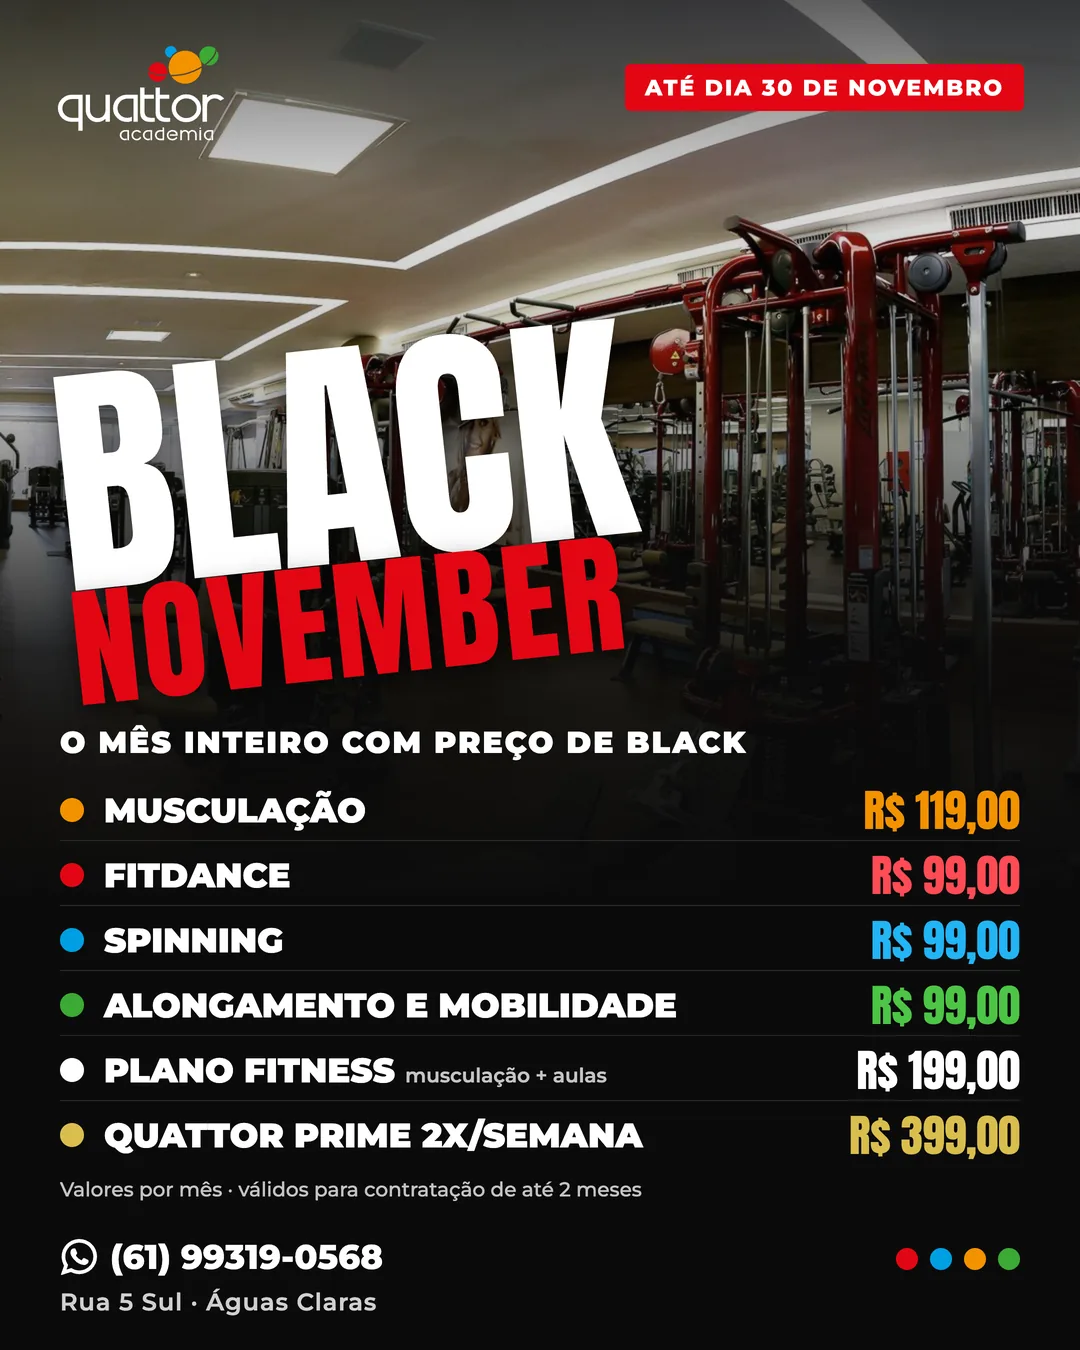 quattor
academia
ATÉ DIA 30 DE NOVEMBRO
BLACK
NOVEMBER
O MÊS INTEIRO COM PREÇO DE BLACK
MUSCULAÇÃO R$ 119,00
FITDANCE R$ 99,00
SPINNING R$ 99,00
ALONGAMENTO E MOBILIDADE R$ 99,00
PLANO FITNESS musculação + aulas R$ 199,00
QUATTOR PRIME 2X/SEMANA R$ 399,00
Valores por mês · válidos para contratação de até 2 meses
(61) 99319-0568
Rua 5 Sul · Águas Claras